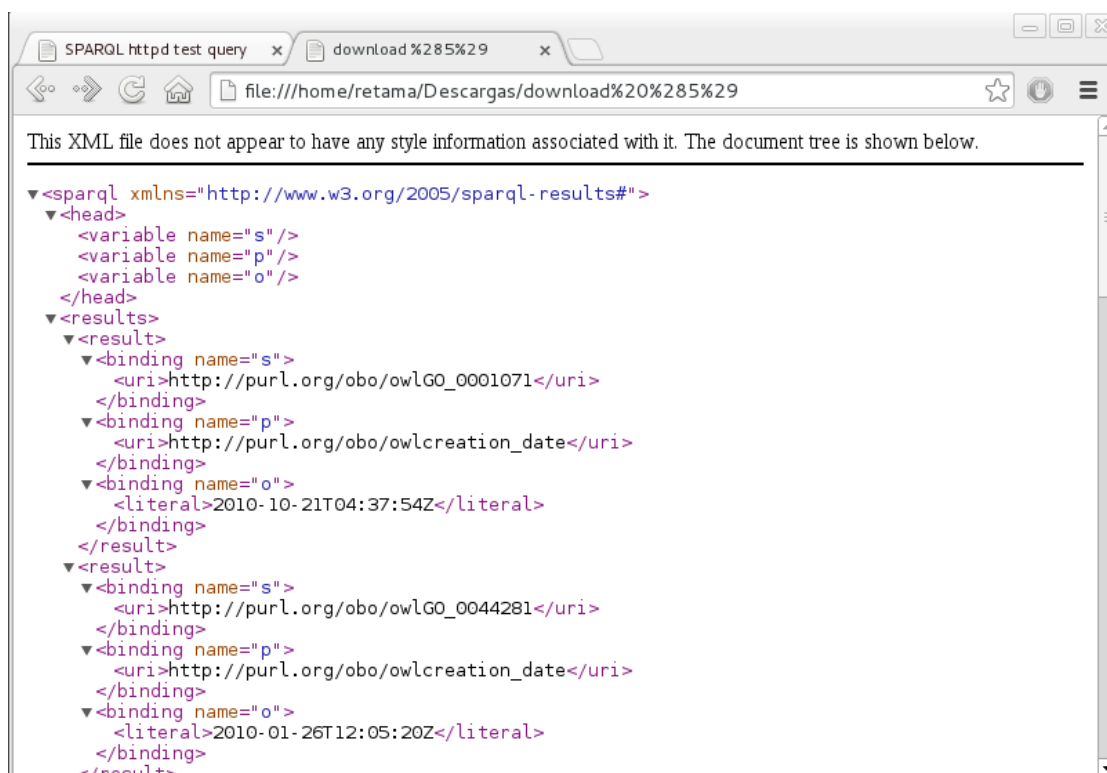 SPARQL httpd test query
download %285%29
file:///home/retama/Descargas/download%20%285%29
This XML file does not appear to have any style information associated with it. The document tree is shown below.
<sparql xmlns="http://www.w3.org/2005/sparql-results#">
<head>
<variable name="s"/>
<variable name="p"/>
<variable name="o"/>
</head>
<results>
<result>
<binding name="s">
<uri>http://purl.org/obo/owlGO_0001071</uri>
</binding>
<binding name="p">
<uri>http://purl.org/obo/owlcreation_date</uri>
</binding>
<binding name="o">
<literal>2010-10-21T04:37:54Z</literal>
</binding>
</result>
<result>
<binding name="s">
<uri>http://purl.org/obo/owlGO_0044281</uri>
</binding>
<binding name="p">
<uri>http://purl.org/obo/owlcreation_date</uri>
</binding>
<binding name="o">
<literal>2010-01-26T12:05:20Z</literal>
</binding>
</result>